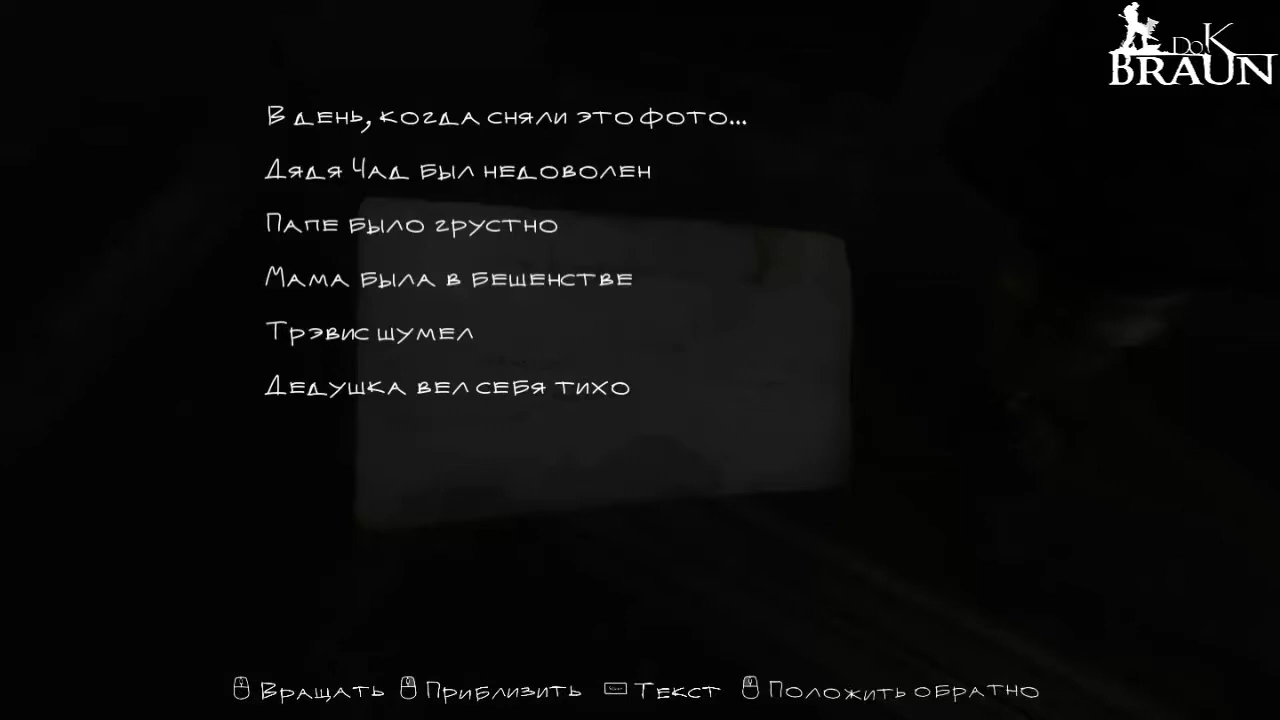 DoK
BRAUN
В день, когда сняли это фото...
Дядя Чад был недоволен
Папе было грустно
Мама была в бешенстве
Трэвис шумел
Дедушка вел себя тихо
Вращать Приблизить Текст Положить обратно